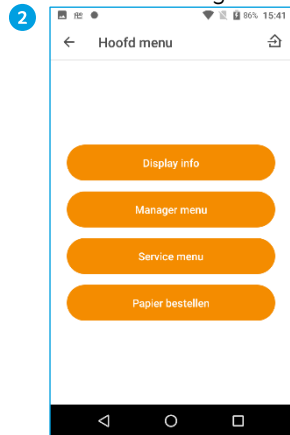 2
86% 15:41
Hoofd menu
Display info
Manager menu
Service menu
Papier bestellen